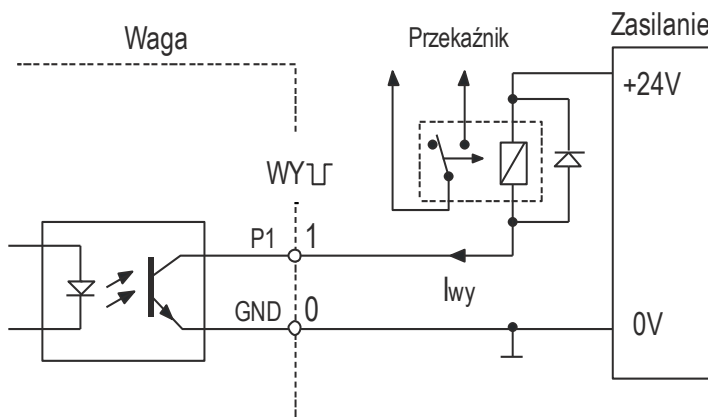 Waga
Przekaźnik
Zasilanie
+24V
WY
P1
1
Iwy
GND
0
0V